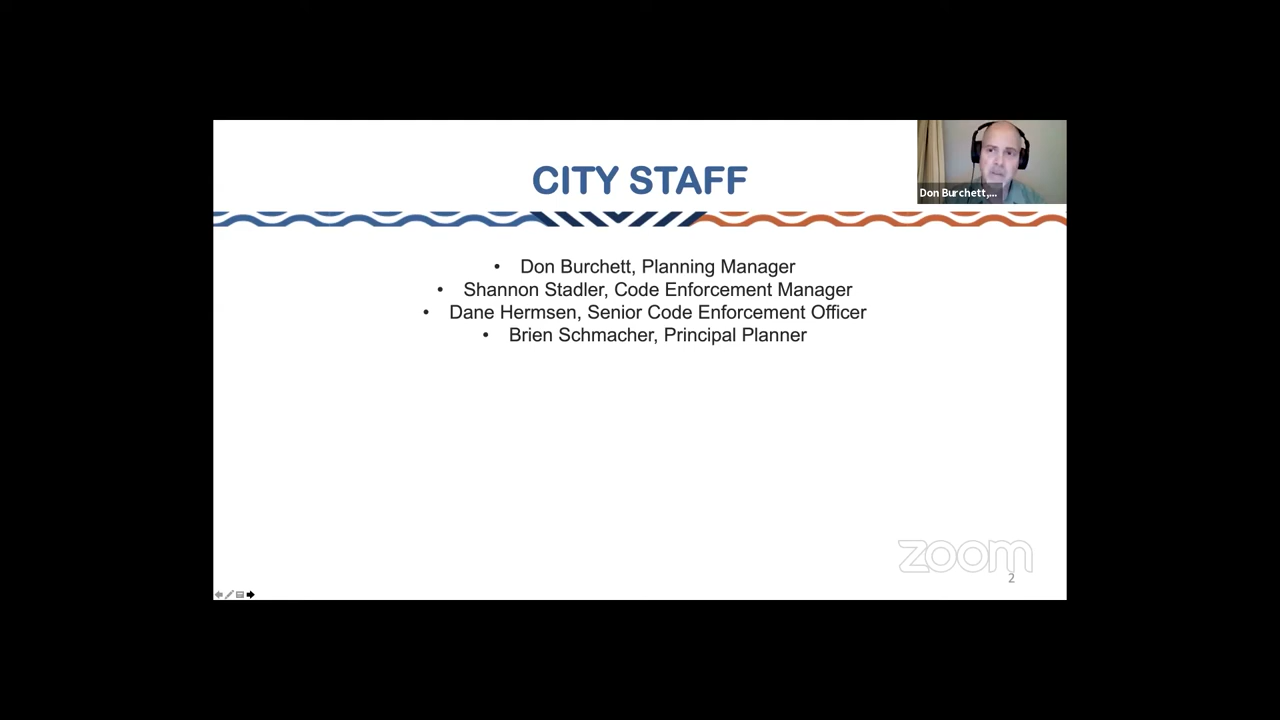 CITY STAFF
Don Burchett,...
• Don Burchett, Planning Manager
• Shannon Stadler, Code Enforcement Manager
• Dane Hermsen, Senior Code Enforcement Officer
• Brien Schmacher, Principal Planner
zoom
2